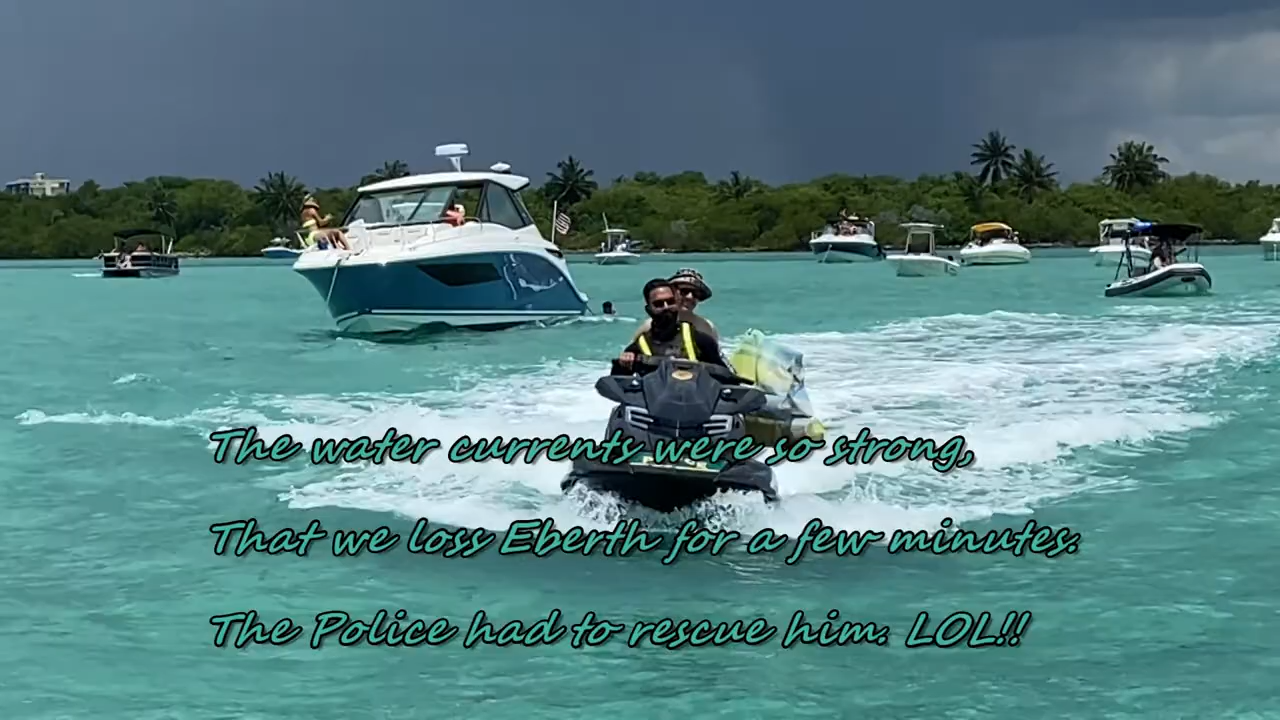 The water currents were so strong,
That we loss Eberth for a few minutes.
The Police had to rescue him. LOL!!